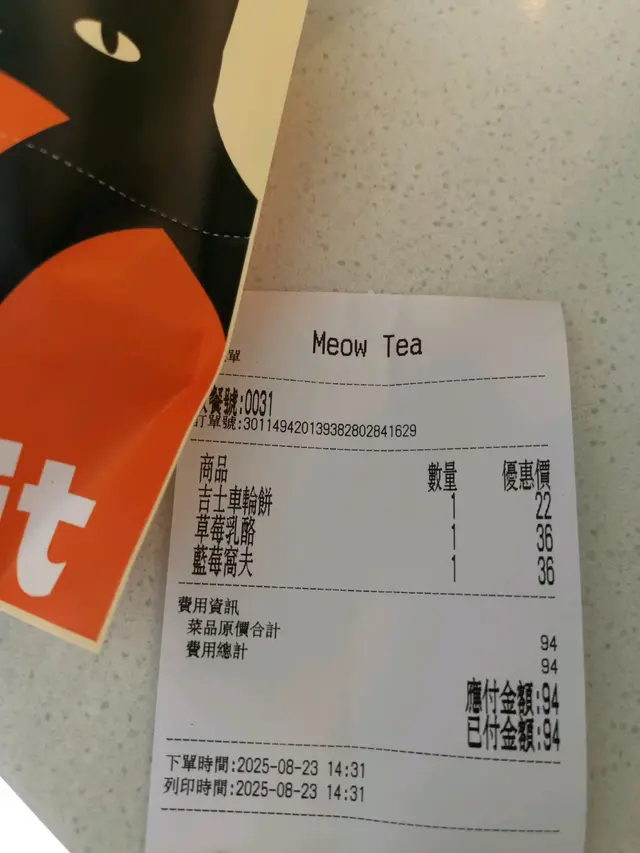 it
單
Meow Tea
餐號:0031
訂單號:301149420139382802841629
商品 數量 優惠價
吉士車輪餅 1 22
草莓乳酪 1 36
藍莓窩夫 1 36
費用資訊
菜品原價合計 94
費用總計 94
應付金額:94
已付金額:94
下單時間:2025-08-23 14:31
列印時間:2025-08-23 14:31